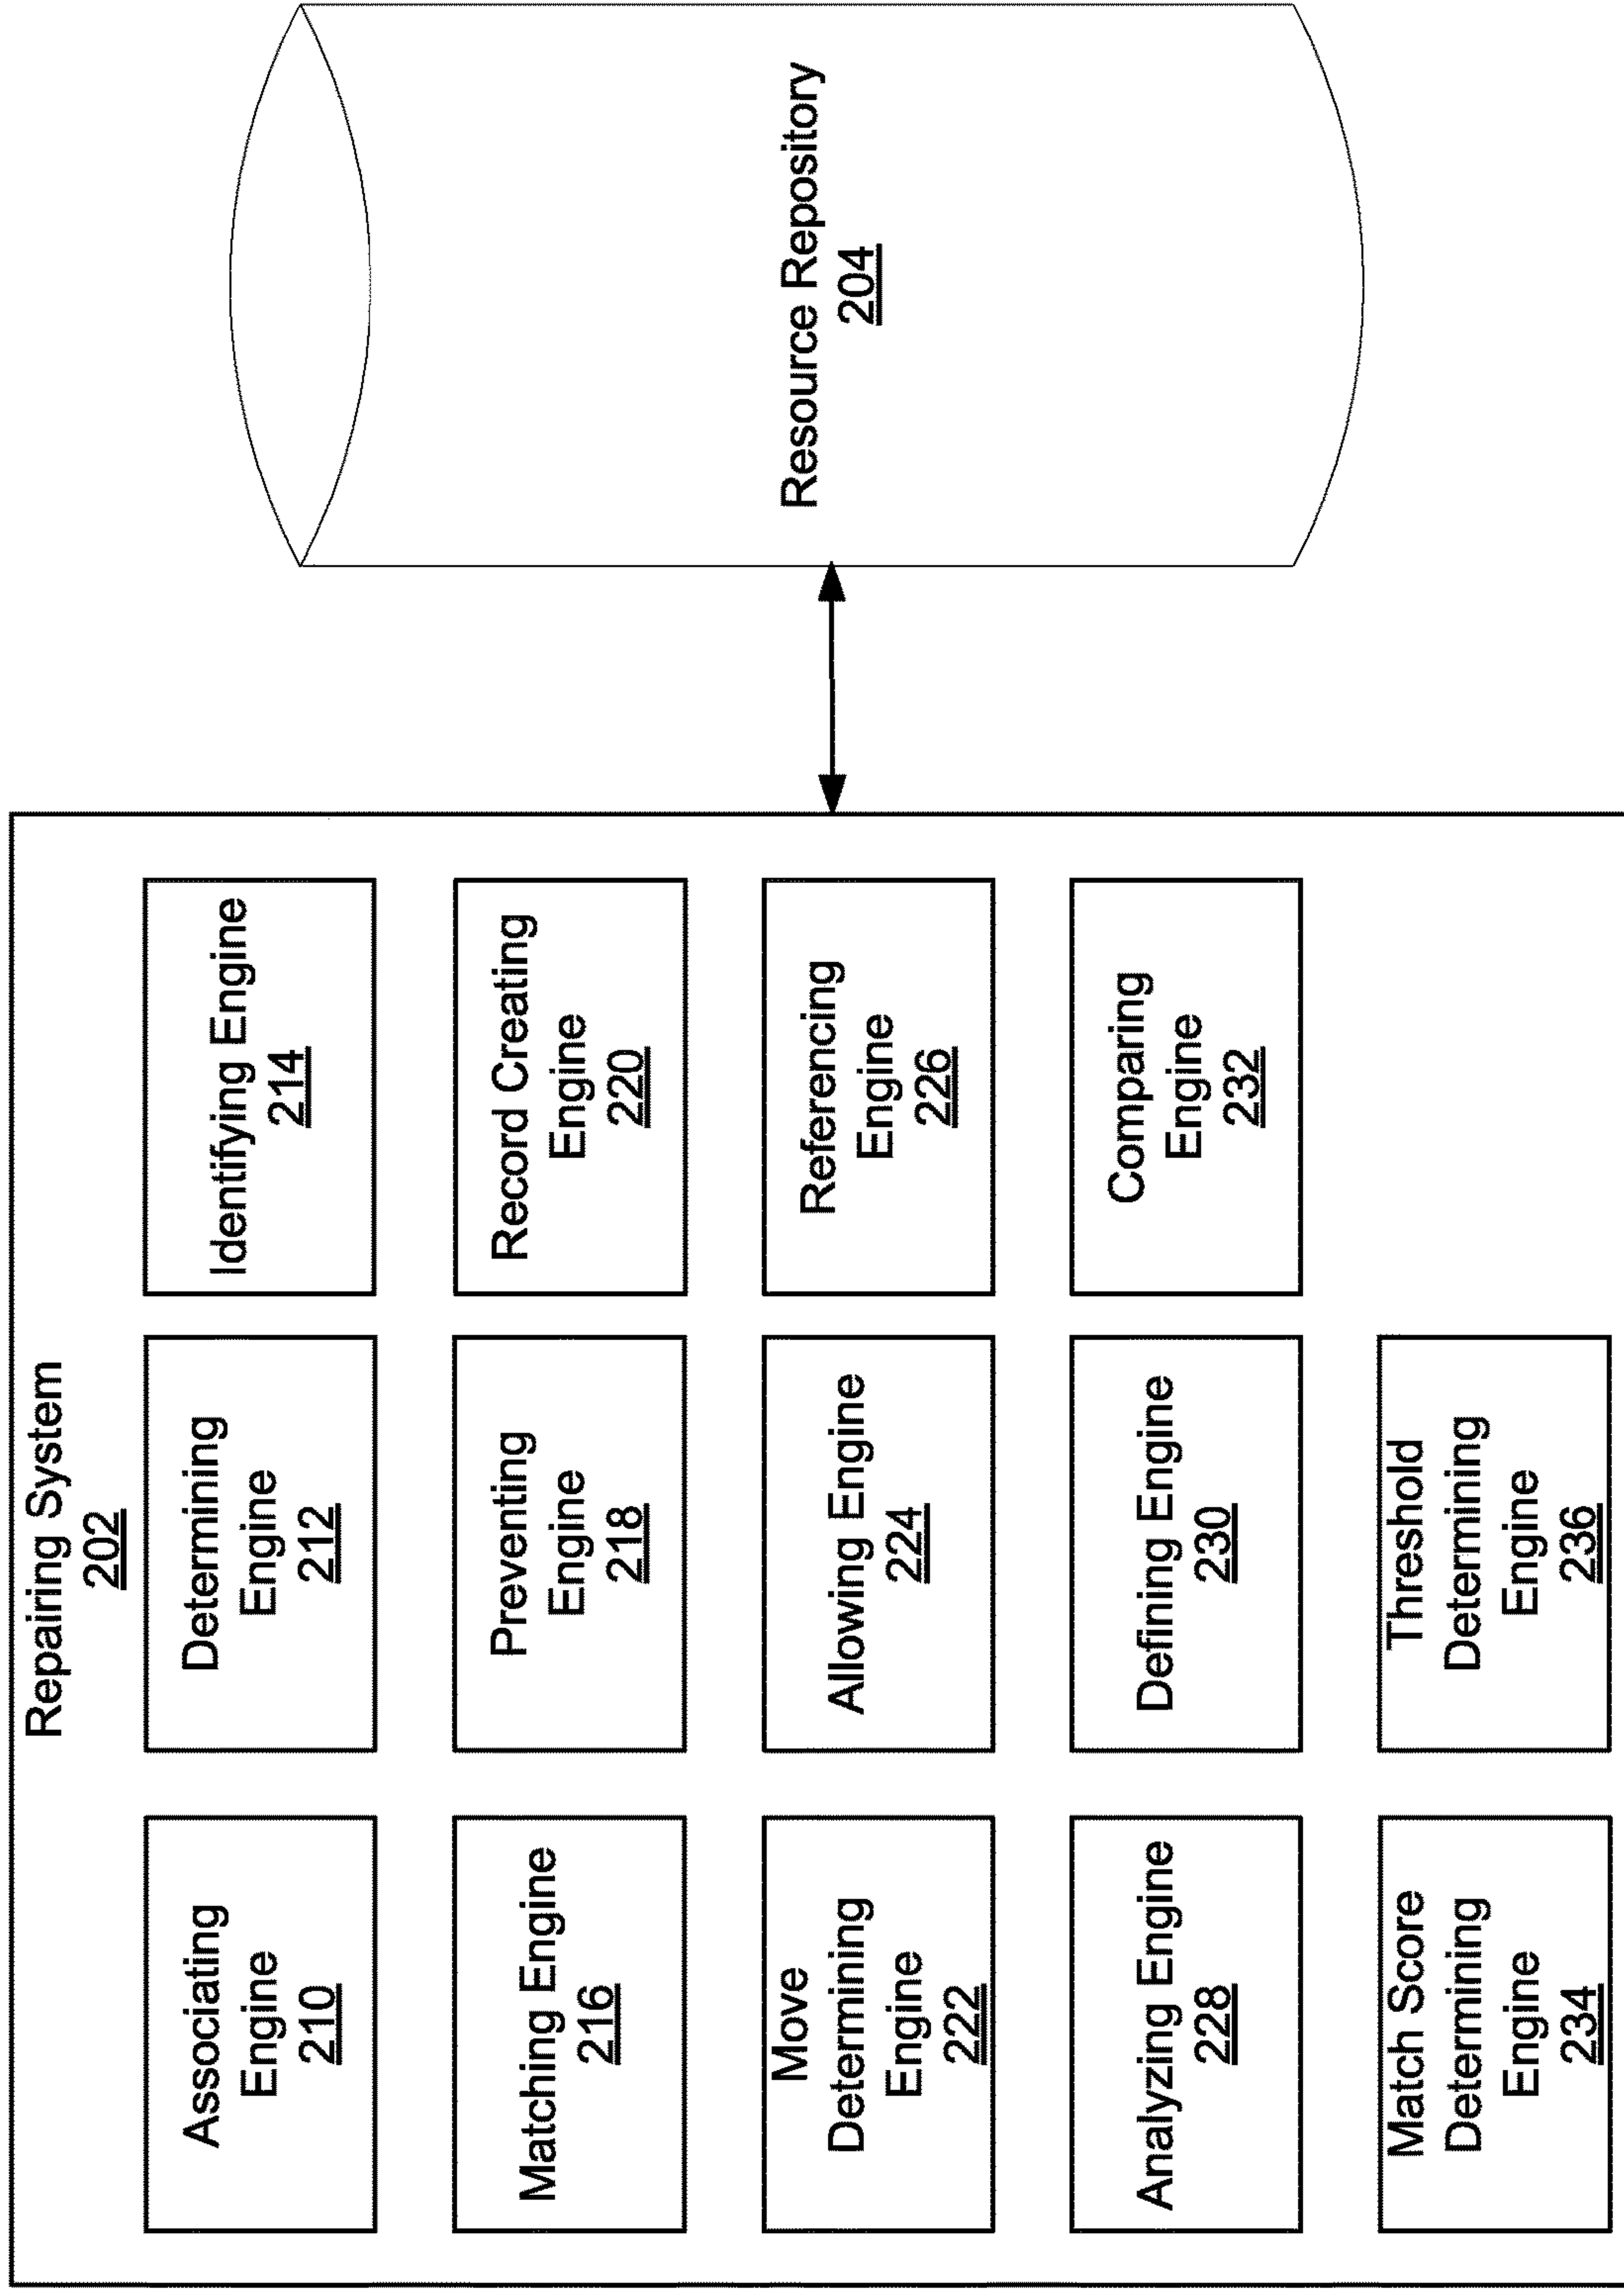 Repairing System
202
Associating
Engine
210
Determining
Engine
212
Identifying Engine
214
Matching Engine
216
Preventing
Engine
218
Record Creating
Engine
220
Move
Determining
Engine
222
Allowing Engine
224
Referencing
Engine
226
Analyzing Engine
228
Defining Engine
230
Comparing
Engine
232
Match Score
Determining
Engine
234
Threshold
Determining
Engine
236
Resource Repository
204